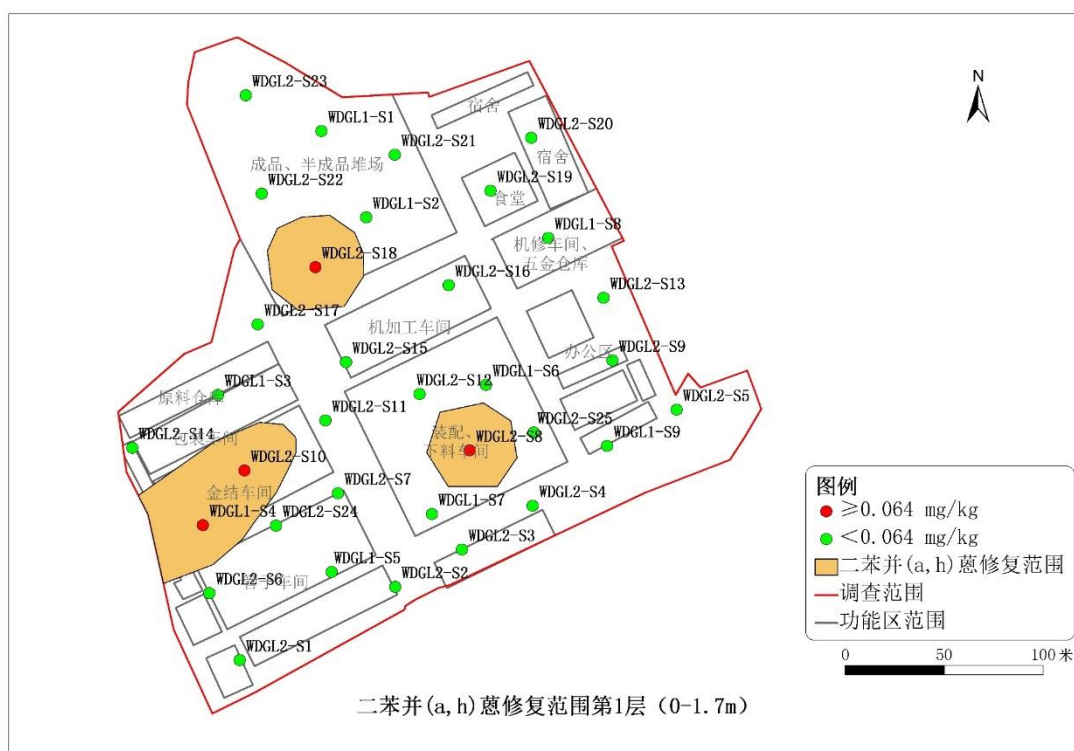 WDGL2-S23
N
WDGL1-S1
宿舍
WDGL2-S20
WDGL2-S21
成品、半成品堆场
宿舍
WDGL2-S22
WDGL2-S19
食堂
WDGL1-S2
WDGL1-S8
机修车间、
五金仓库
WDGL2-S18
WDGL2-S16
WDGL2-S13
WDGL2-S17
机加工车间
办公区
WDGL2-S9
WDGL2-S15
WDGL1-S6
WDGL2-S12
WDGL1-S3
原料仓库
WDGL2-S5
WDGL2-S11
WDGL2-S25
装配、
下料车间
WDGL2-S8
WDGL1-S9
WDGL2-S14
包装车间
WDGL2-S10
金结车间
WDGL2-S7
WDGL2-S4
WDGL1-S7
WDGL1-S4
WDGL2-S24
WDGL2-S3
WDGL1-S5
WDGL2-S6
管子车间
WDGL2-S2
WDGL2-S1
图例
≥0.064 mg/kg
<0.064 mg/kg
二苯并(a,h)蒽修复范围
调查范围
功能区范围
0 50 100 米
二苯并(a,h)蒽修复范围第1层（0-1.7m）